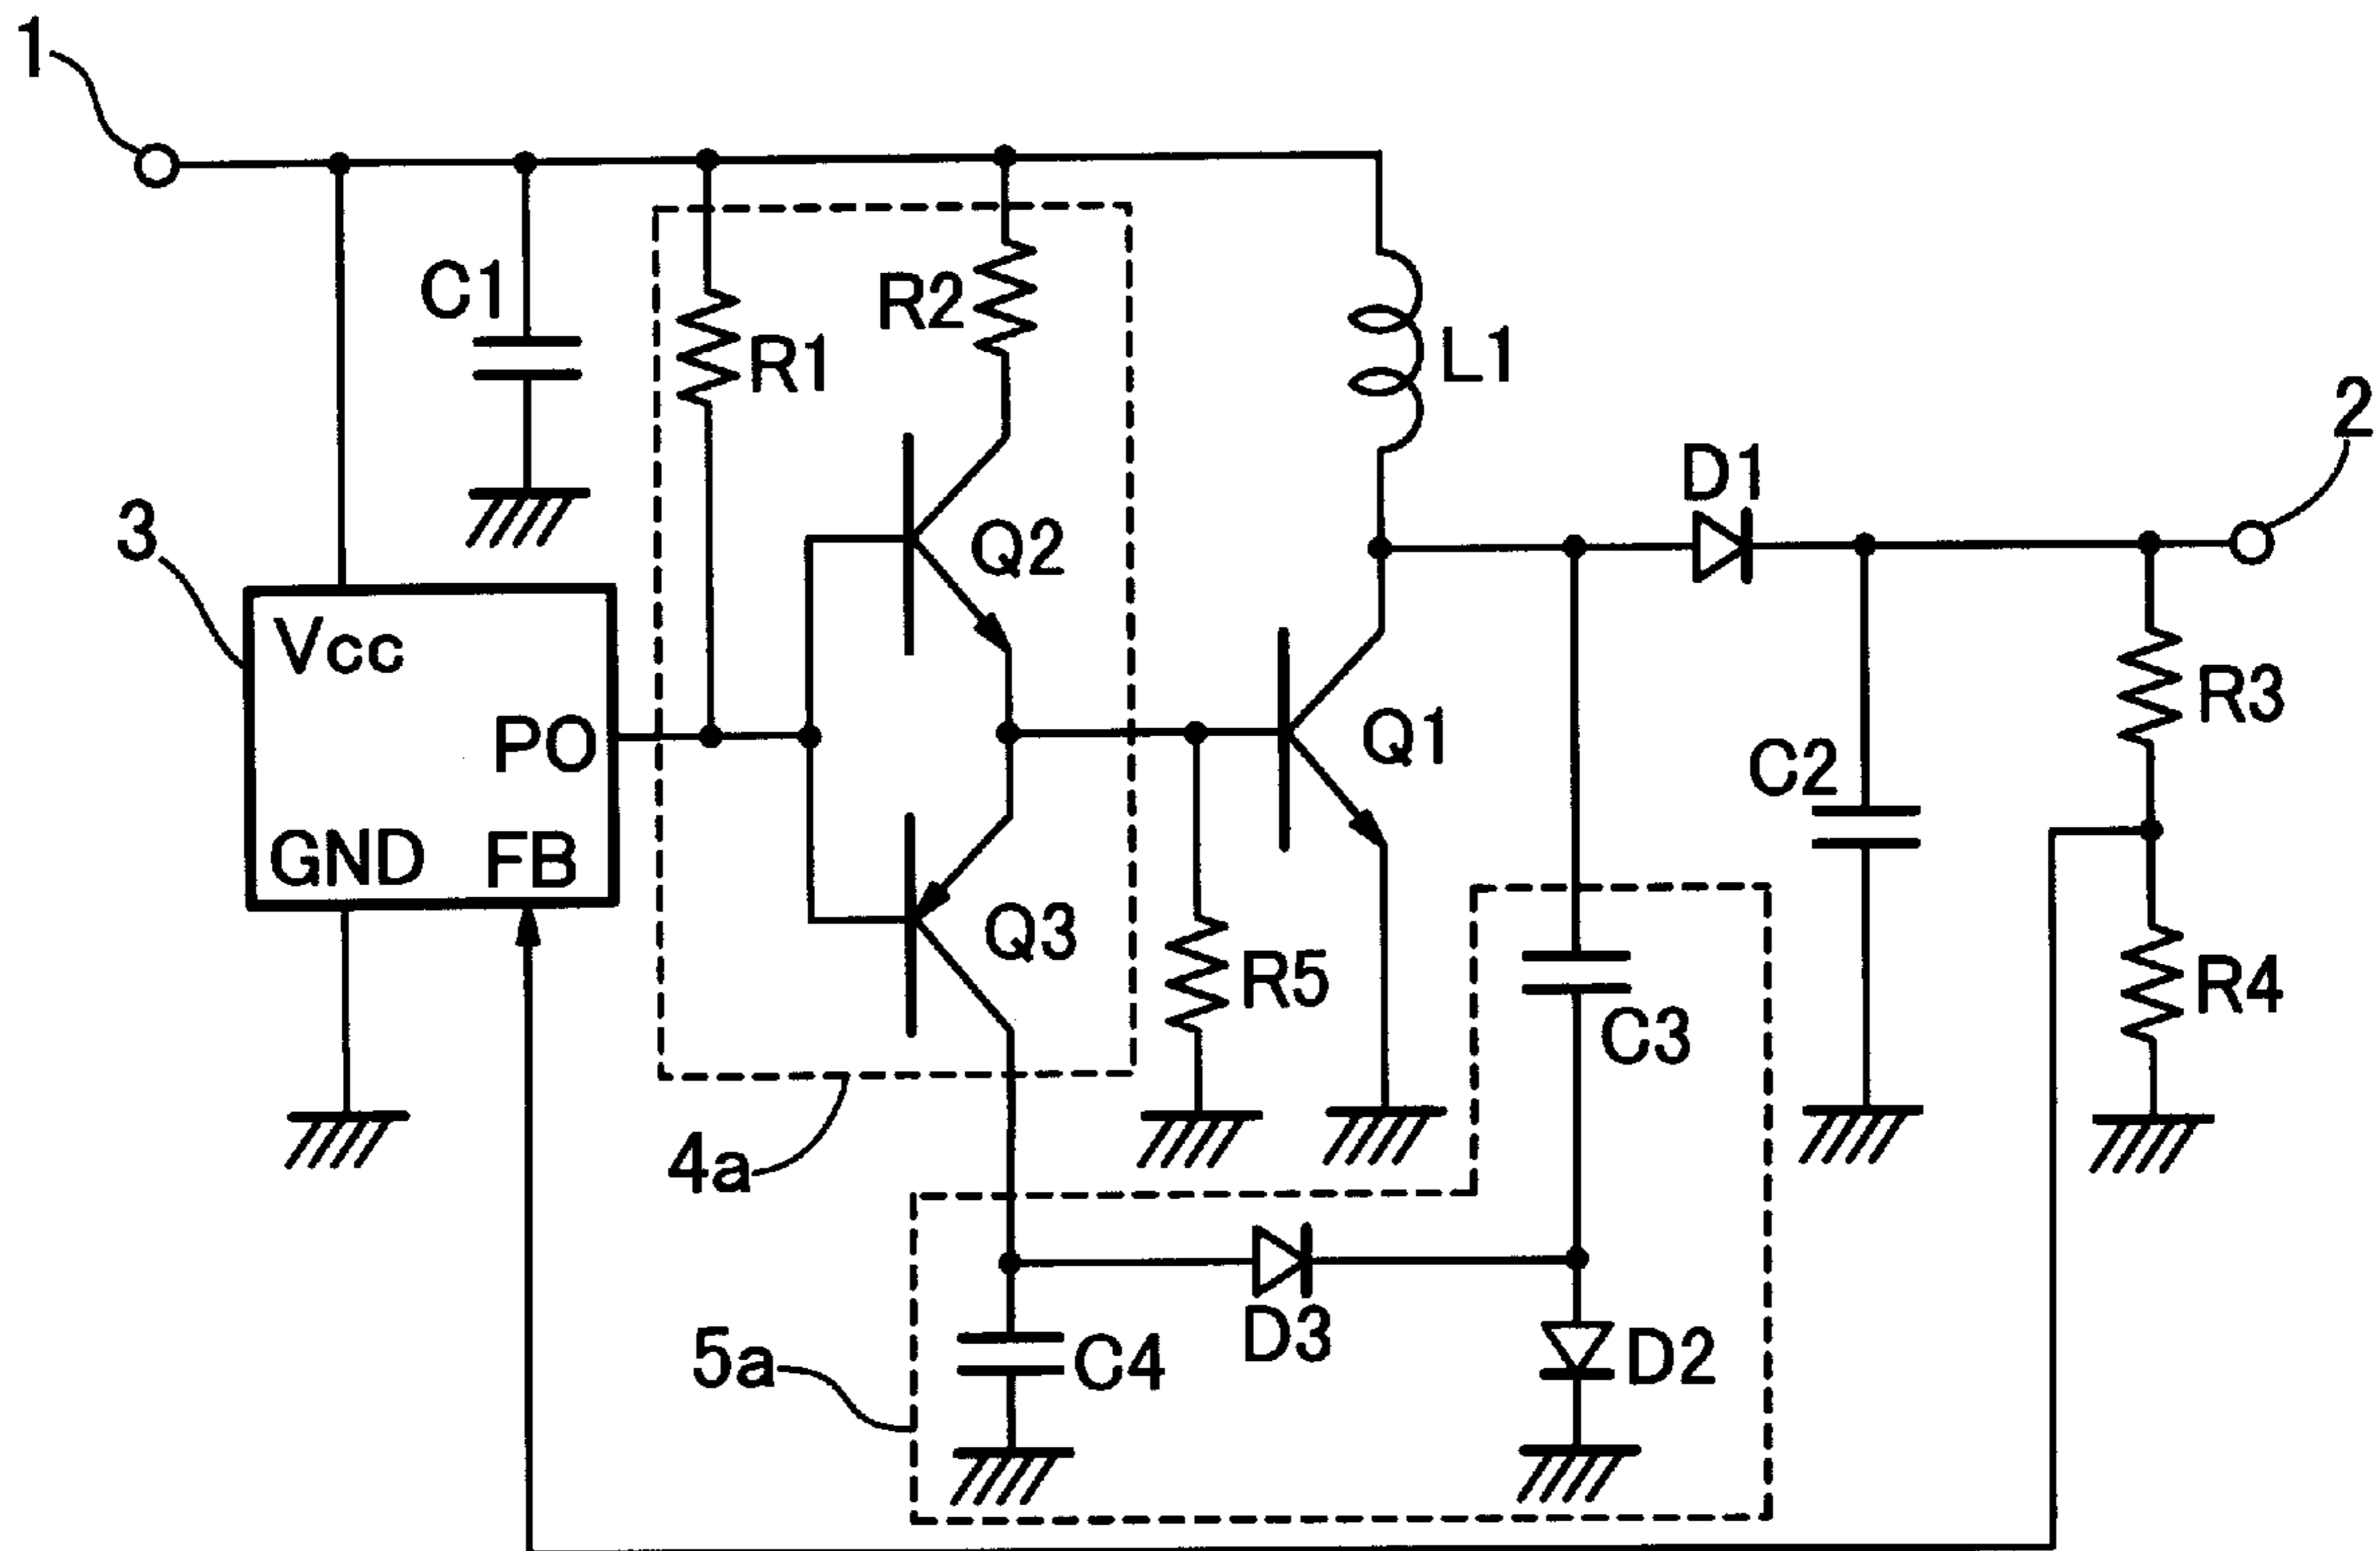 1
C1
R2
R1
L1
2
D1
3
Q2
Vcc
R3
PO
Q1
C2
GND
FB
Q3
R5
R4
C3
4a
D3
5a
C4
D2